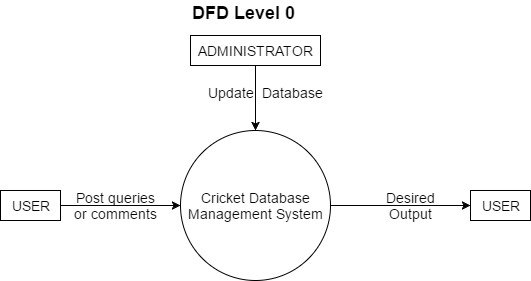 DFD Level 0
ADMINISTRATOR
Update Database
USER
Post queries
or comments
Cricket Database
Management System
Desired
Output
USER